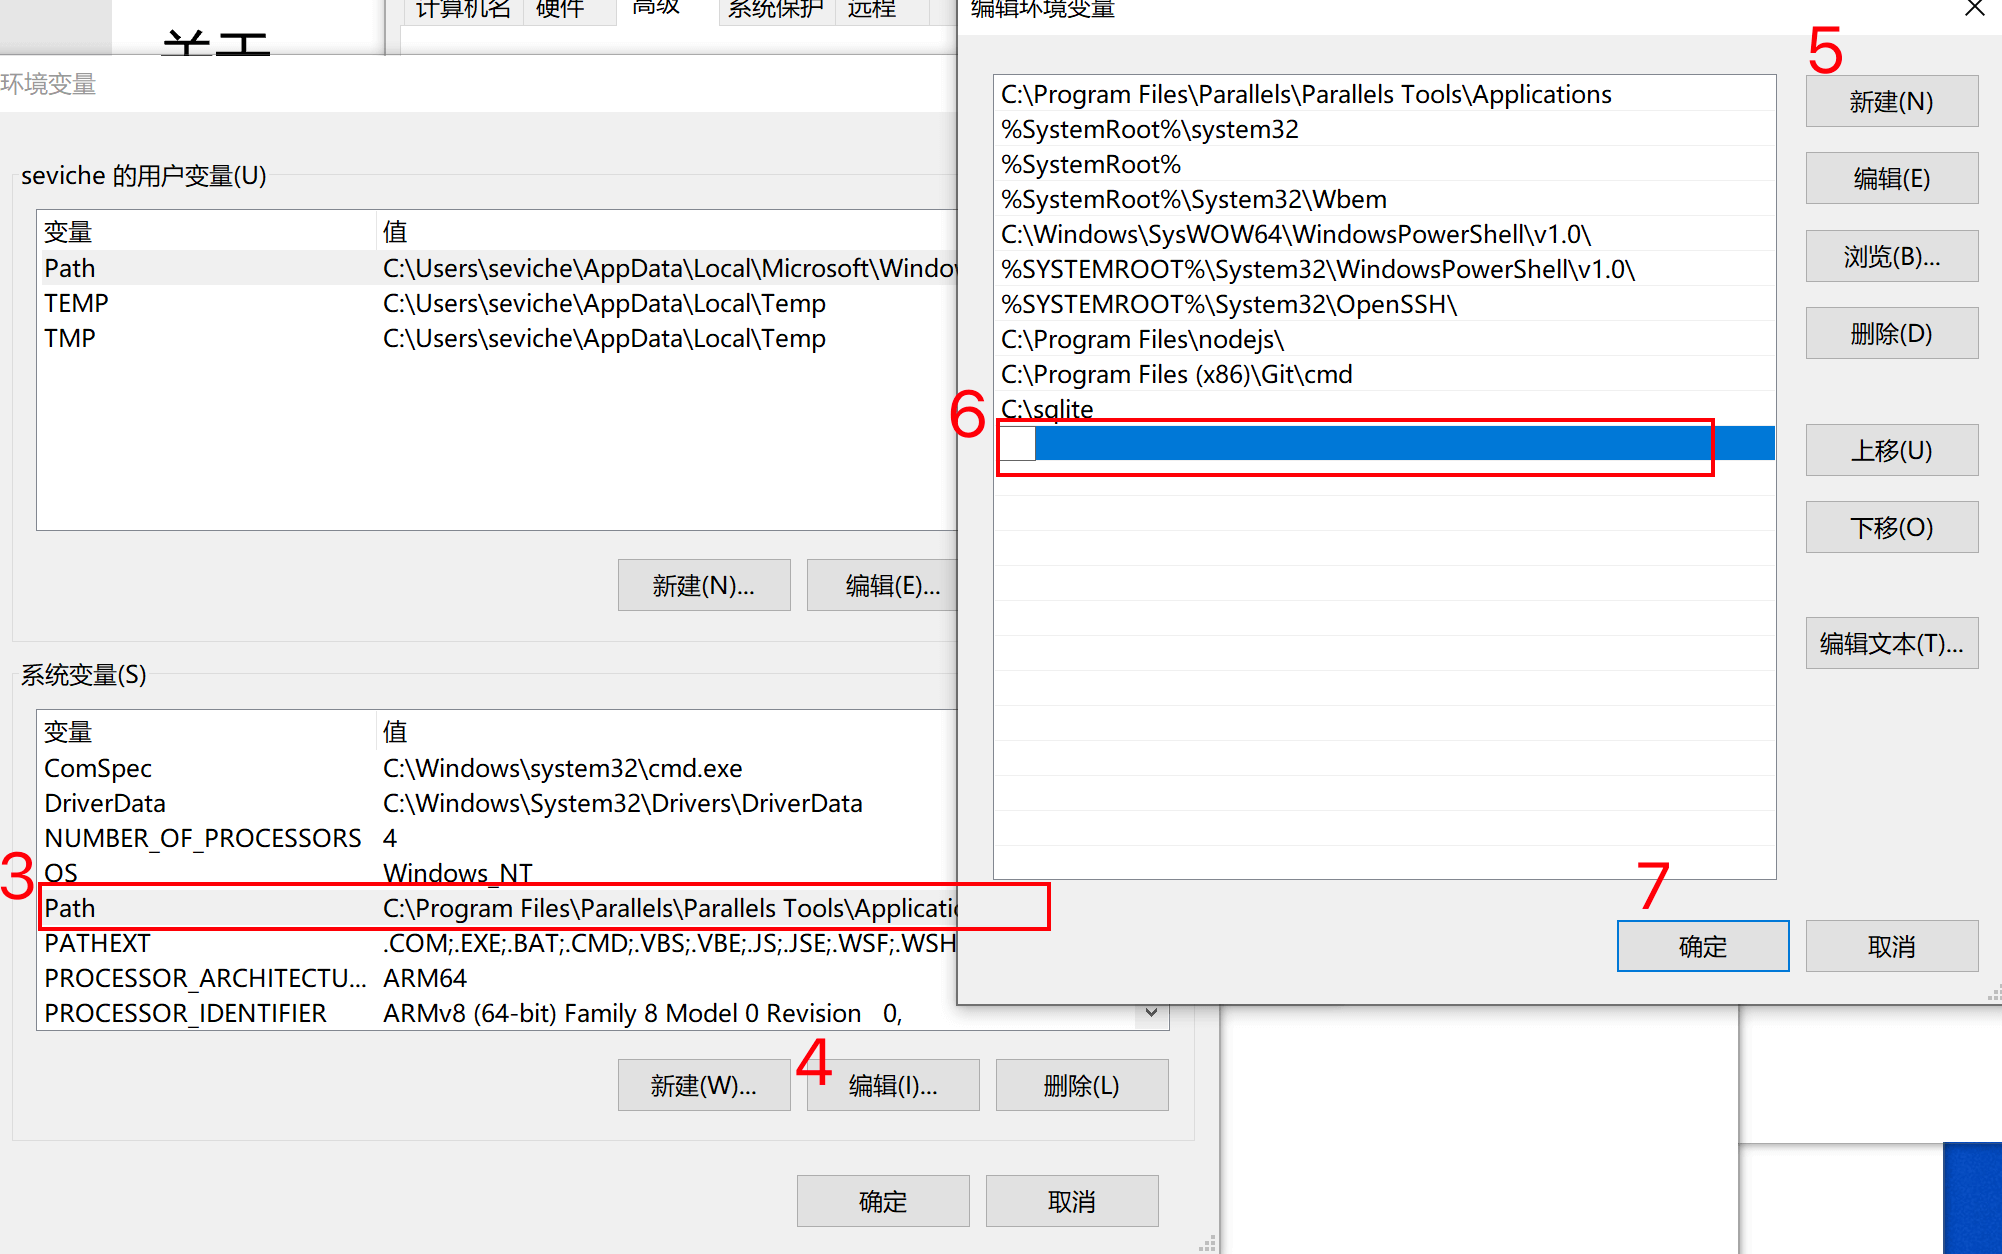 计算机名 硬件 高级 系统保护 远程
关于
环境变量
seviche 的用户变量(U)
变量 值
Path C:\Users\seviche\AppData\Local\Microsoft\Window
TEMP C:\Users\seviche\AppData\Local\Temp
TMP C:\Users\seviche\AppData\Local\Temp
新建(N)... 编辑(E)...
系统变量(S)
变量 值
ComSpec C:\Windows\system32\cmd.exe
DriverData C:\Windows\System32\Drivers\DriverData
NUMBER_OF_PROCESSORS 4
OS Windows_NT
3
Path C:\Program Files\Parallels\Parallels Tools\Applicatio
PATHEXT .COM;.EXE;.BAT;.CMD;.VBS;.VBE;.JS;.JSE;.WSF;.WSH
PROCESSOR_ARCHITECTU... ARM64
PROCESSOR_IDENTIFIER ARMv8 (64-bit) Family 8 Model 0 Revision 0,
4
新建(W)... 编辑(I)... 删除(L)
确定 取消
编辑环境变量
5
C:\Program Files\Parallels\Parallels Tools\Applications
%SystemRoot%\system32
%SystemRoot%
%SystemRoot%\System32\Wbem
C:\Windows\SysWOW64\WindowsPowerShell\v1.0\
%SYSTEMROOT%\System32\WindowsPowerShell\v1.0\
%SYSTEMROOT%\System32\OpenSSH\
C:\Program Files\nodejs\
C:\Program Files (x86)\Git\cmd
C:\sqlite
6
新建(N)
编辑(E)
浏览(B)...
删除(D)
上移(U)
下移(O)
编辑文本(T)...
7
确定 取消